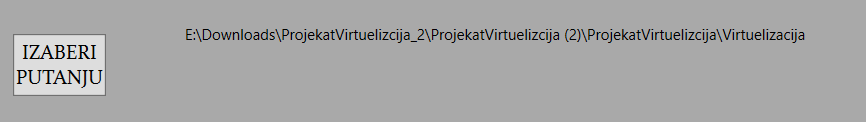 E:\Downloads\ProjekatVirtuelizcija_2\ProjekatVirtuelizcija (2)\ProjekatVirtuelizcija\Virtuelizacija
IZABERI
PUTANJU